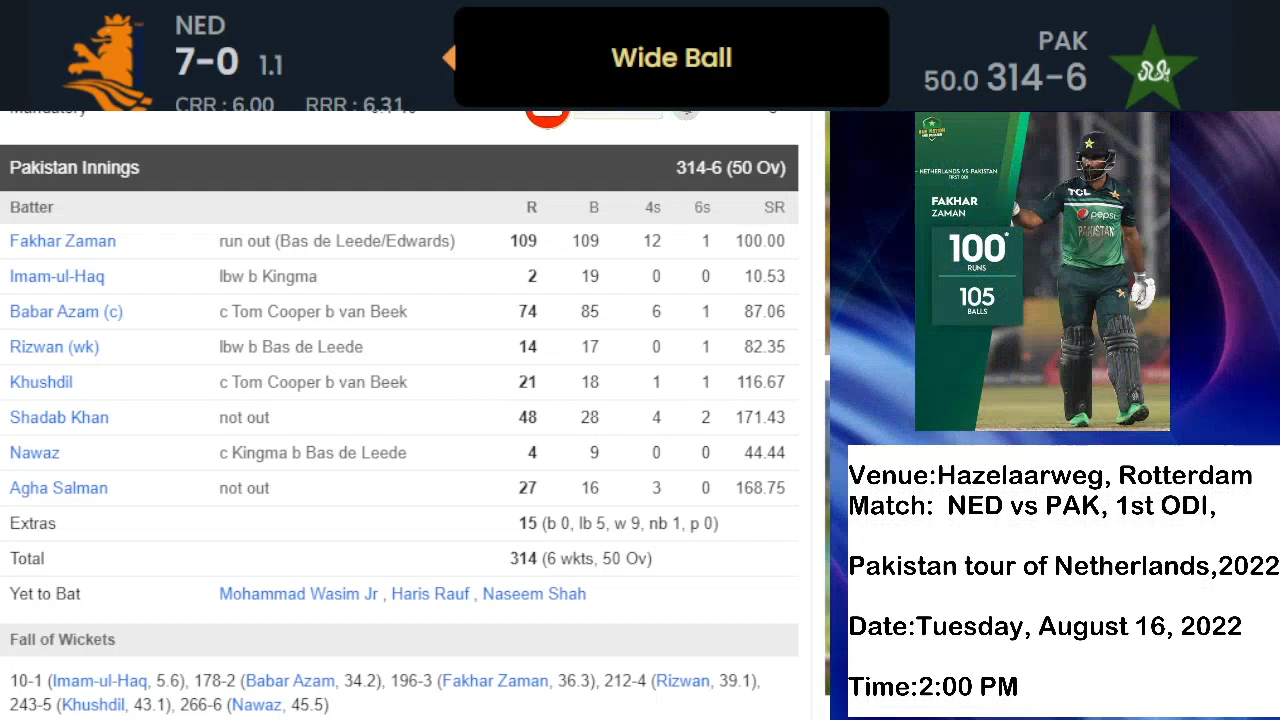 NED
7-0 1.1
CRR : 6.00 RRR : 6.31
Wide Ball
PAK
50.0 314-6
Pakistan Innings 314-6 (50 Ov)
Batter R B 4s 6s SR
Fakhar Zaman run out (Bas de Leede/Edwards) 109 109 12 1 100.00
Imam-ul-Haq lbw b Kingma 2 19 0 0 10.53
Babar Azam (c) c Tom Cooper b van Beek 74 85 6 1 87.06
Rizwan (wk) lbw b Bas de Leede 14 17 0 1 82.35
Khushdil c Tom Cooper b van Beek 21 18 1 1 116.67
Shadab Khan not out 48 28 4 2 171.43
Nawaz c Kingma b Bas de Leede 4 9 0 0 44.44
Agha Salman not out 27 16 3 0 168.75
Extras 15 (b 0, lb 5, w 9, nb 1, p 0)
Total 314 (6 wkts, 50 Ov)
Yet to Bat Mohammad Wasim Jr , Haris Rauf , Naseem Shah
Fall of Wickets
10-1 (Imam-ul-Haq, 5.6), 178-2 (Babar Azam, 34.2), 196-3 (Fakhar Zaman, 36.3), 212-4 (Rizwan, 39.1),
243-5 (Khushdil, 43.1), 266-6 (Nawaz, 45.5)
NETHERLANDS VS PAKISTAN
FIRST ODI
FAKHAR
ZAMAN
100*
RUNS
105
BALLS
TCL
pepsi
PAKISTAN
Venue:Hazelaarweg, Rotterdam
Match: NED vs PAK, 1st ODI,
Pakistan tour of Netherlands,2022
Date:Tuesday, August 16, 2022
Time:2:00 PM